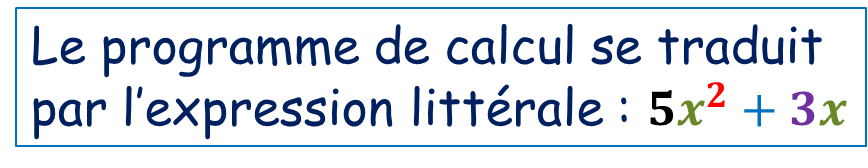 Le programme de calcul se traduit
par l'expression littérale : 5x² + 3x